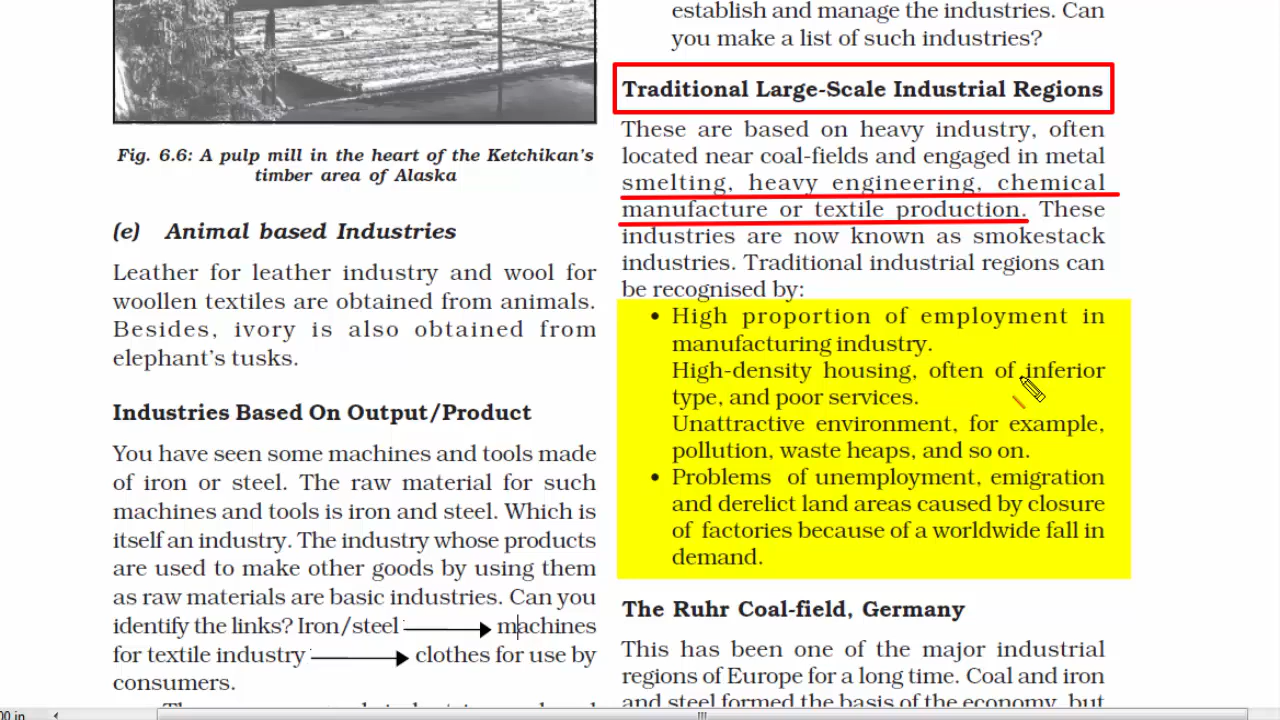 Fig. 6.6: A pulp mill in the heart of the Ketchikan's
timber area of Alaska
(e) Animal based Industries
Leather for leather industry and wool for
woollen textiles are obtained from animals.
Besides, ivory is also obtained from
elephant's tusks.
Industries Based On Output/Product
You have seen some machines and tools made
of iron or steel. The raw material for such
machines and tools is iron and steel. Which is
itself an industry. The industry whose products
are used to make other goods by using them
as raw materials are basic industries. Can you
identify the links? Iron/steel → machines
for textile industry → clothes for use by
consumers.
establish and manage the industries. Can
you make a list of such industries?
Traditional Large-Scale Industrial Regions
These are based on heavy industry, often
located near coal-fields and engaged in metal
smelting, heavy engineering, chemical
manufacture or textile production. These
industries are now known as smokestack
industries. Traditional industrial regions can
be recognised by:
• High proportion of employment in
manufacturing industry.
High-density housing, often of inferior
type, and poor services.
Unattractive environment, for example,
pollution, waste heaps, and so on.
• Problems of unemployment, emigration
and derelict land areas caused by closure
of factories because of a worldwide fall in
demand.
The Ruhr Coal-field, Germany
This has been one of the major industrial
regions of Europe for a long time. Coal and iron
and steel formed the basis of the economy, but
00 in